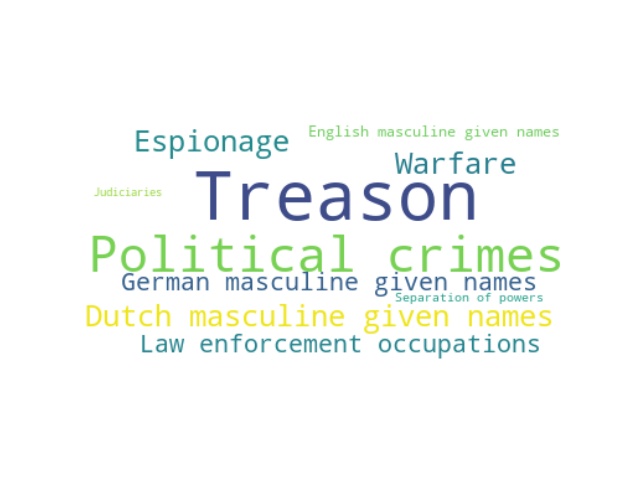 English masculine given names
Espionage
Warfare
Judiciaries
Treason
Political crimes
German masculine given names
Separation of powers
Dutch masculine given names
Law enforcement occupations